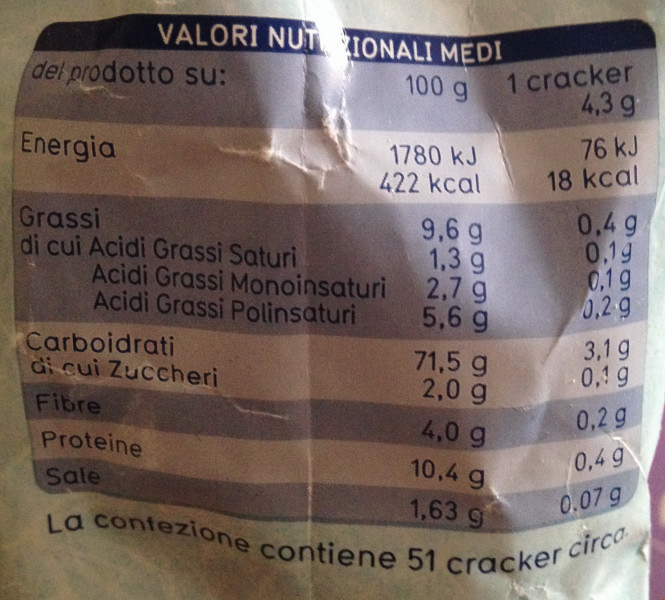 VALORI NUTRIZIONALI MEDI
del prodotto su: 100 g 1 cracker
4,3 g
Energia 1780 kJ 76 kJ
422 kcal 18 kcal
Grassi 9,6 g 0,4 g
di cui Acidi Grassi Saturi 1,3 g 0,1 g
Acidi Grassi Monoinsaturi 2,7 g 0,1 g
Acidi Grassi Polinsaturi 5,6 g 0,2 g
Carboidrati 71,5 g 3,1 g
di cui Zuccheri 2,0 g 0,1 g
Fibre 4,0 g 0,2 g
Proteine 10,4 g 0,4 g
Sale 1,63 g 0,07 g
La confezione contiene 51 cracker circa.